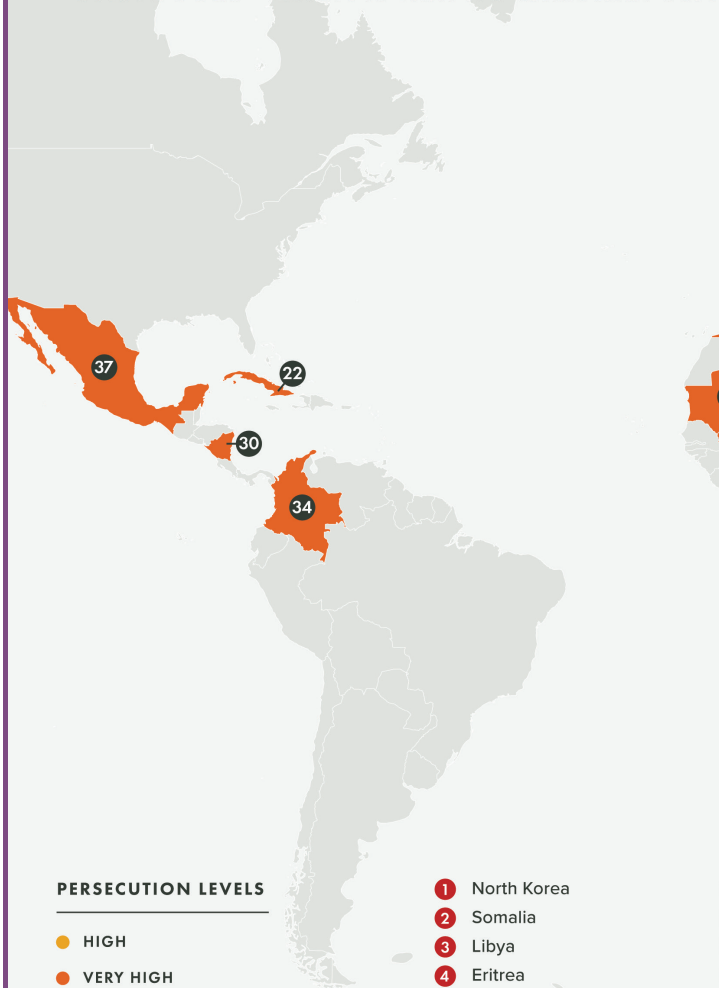 37
22
30
34
PERSECUTION LEVELS
HIGH
VERY HIGH
1 North Korea
2 Somalia
3 Libya
4 Eritrea